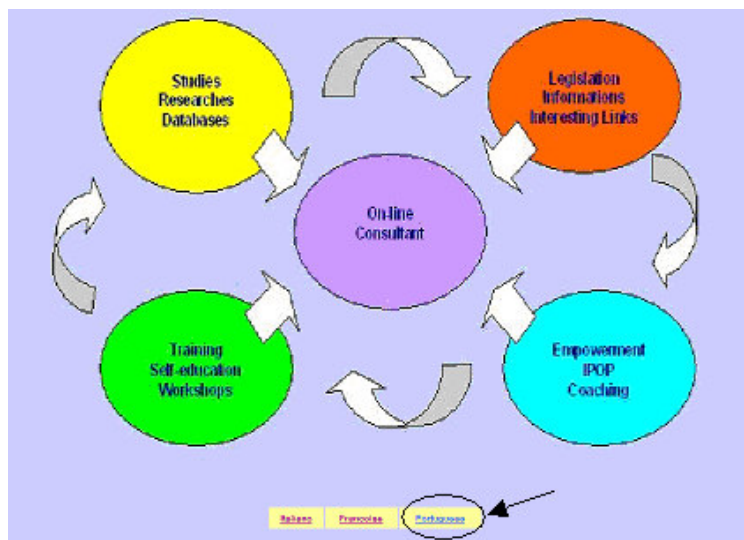 Studies
Researches
Databases
Legislation
Informations
Interesting Links
On-line
Consultant
Training
Self-education
Workshops
Empowerment
IPOP
Coaching
Italiano Françoise Portuguese